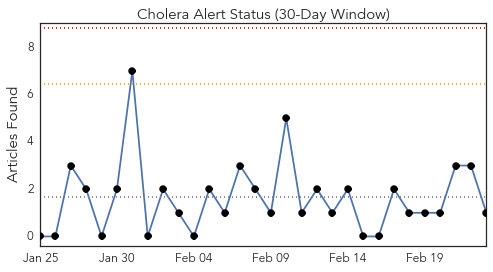 Cholera Alert Status (30-Day Window)
Articles Found
8
6
4
2
0
Jan 25 Jan 30 Feb 04 Feb 09 Feb 14 Feb 19